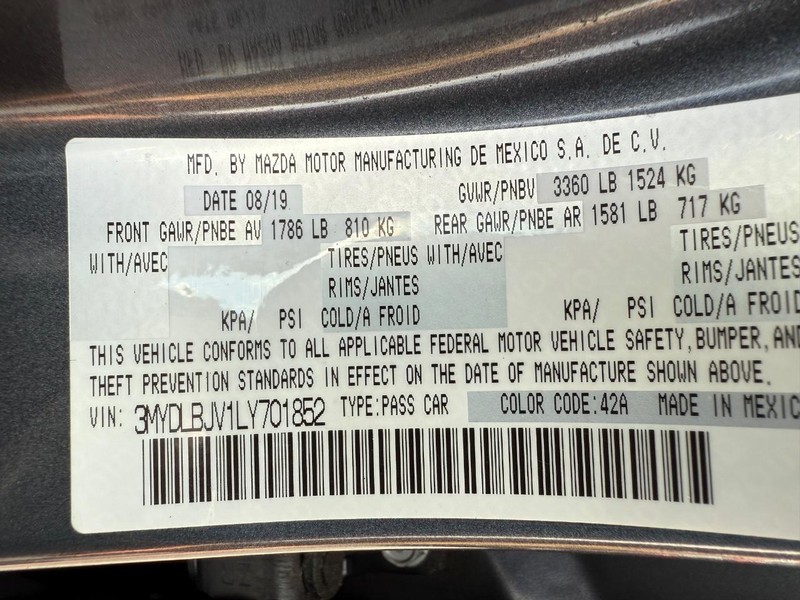 MFD. BY MAZDA MOTOR MANUFACTURING DE MEXICO S.A. DE C.V.
DATE 08/19 GVWR/PNBV 3360 LB 1524 KG
FRONT GAWR/PNBE AV 1786 LB 810 KG REAR GAWR/PNBE AR 1581 LB 717 KG
WITH/AVEC TIRES/PNEUS WITH/AVEC TIRES/PNEUS
RIMS/JANTES RIMS/JANTES
KPA/ PSI COLD/A FROID KPA/ PSI COLD/A FROID
THIS VEHICLE CONFORMS TO ALL APPLICABLE FEDERAL MOTOR VEHICLE SAFETY, BUMPER, AND
THEFT PREVENTION STANDARDS IN EFFECT ON THE DATE OF MANUFACTURE SHOWN ABOVE.
VIN: 3MYDLBJV1LY701852 TYPE:PASS CAR COLOR CODE:42A MADE IN MEXIC